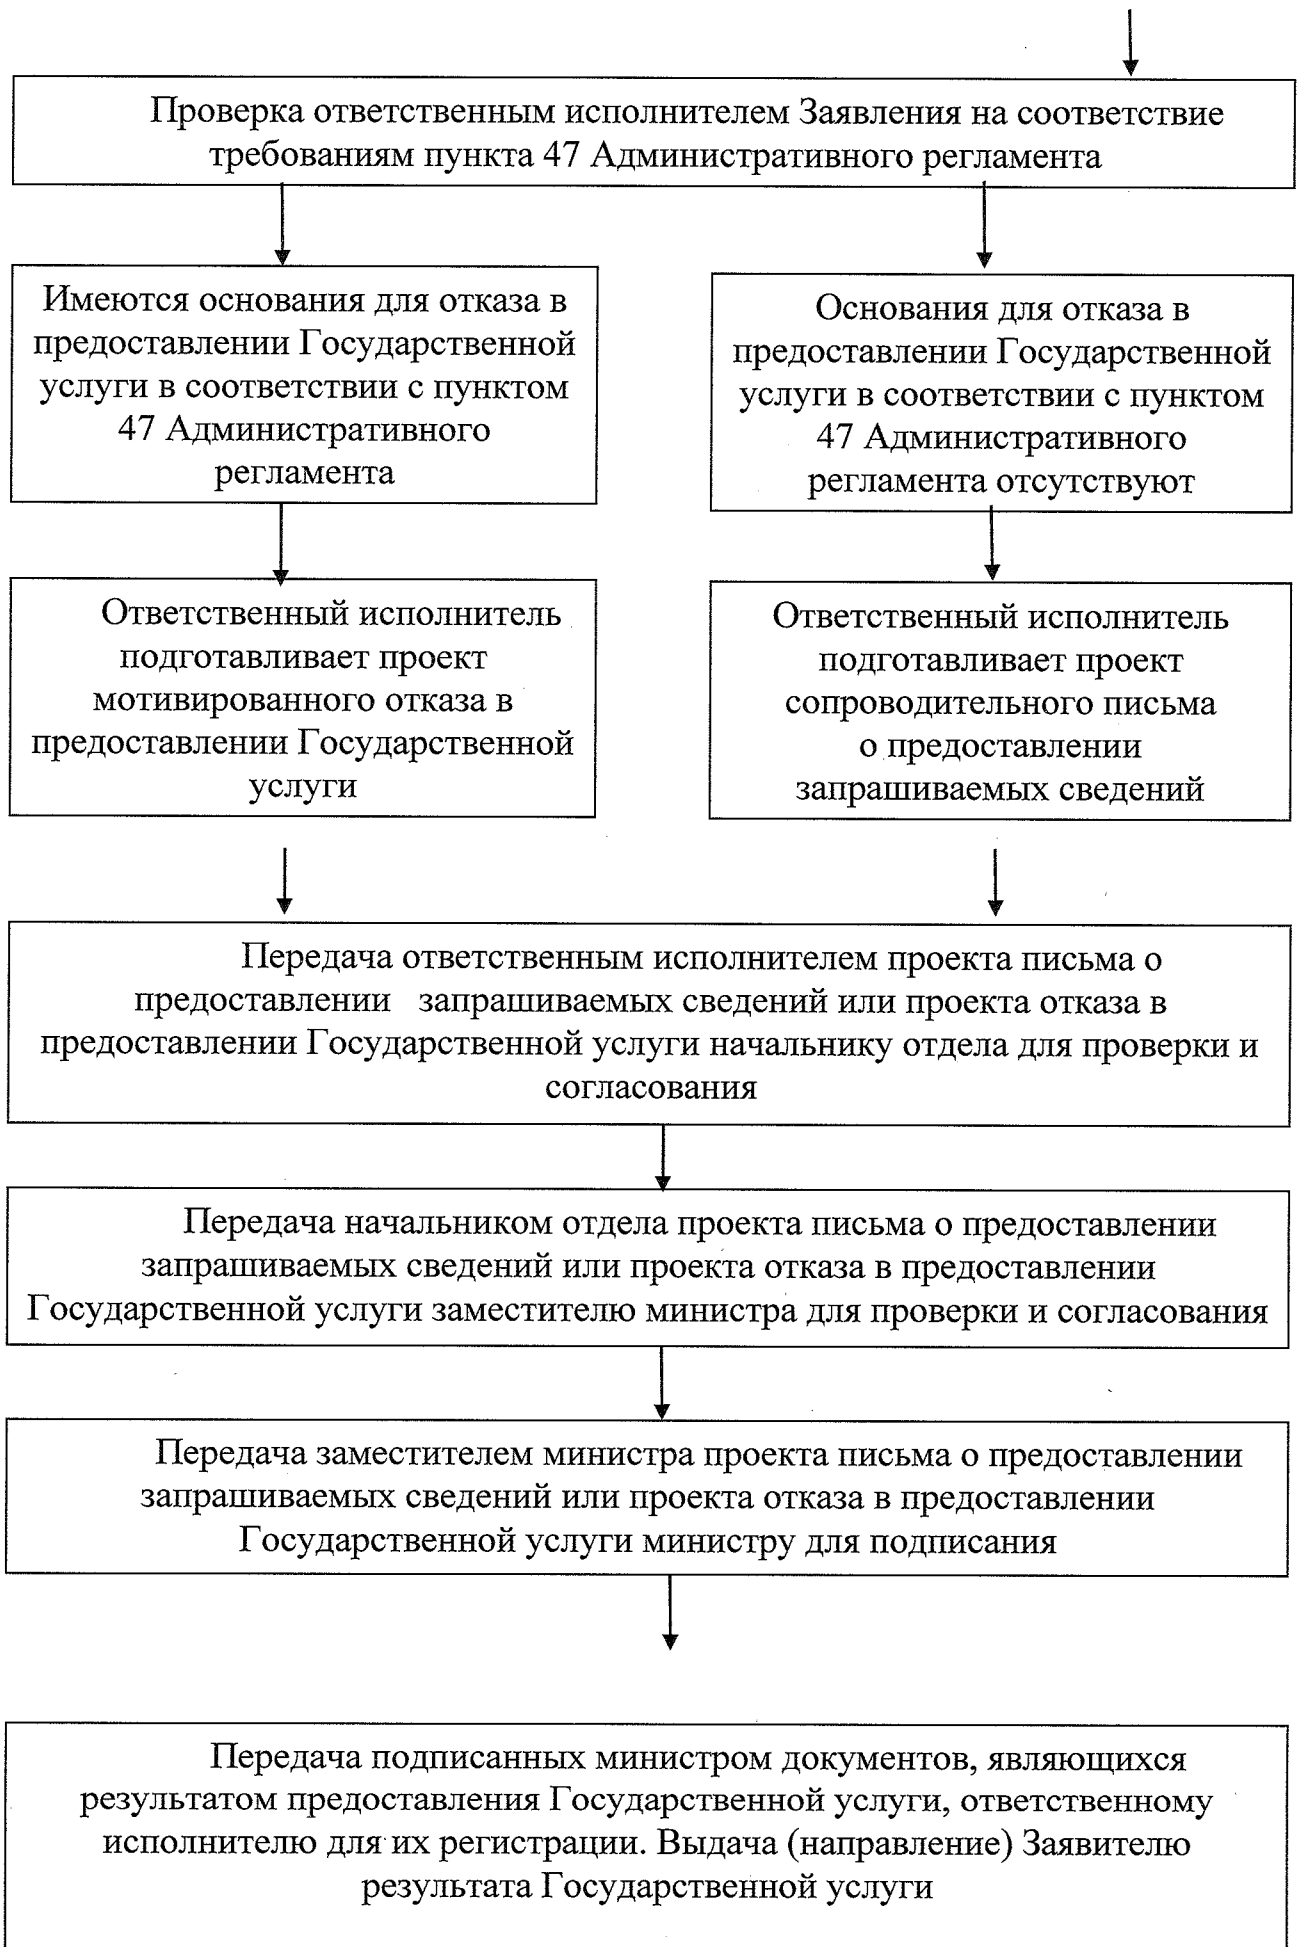 Проверка ответственным исполнителем Заявления на соответствие
требованиям пункта 47 Административного регламента
Имеются основания для отказа в
предоставлении Государственной
услуги в соответствии с пунктом
47 Административного
регламента
Основания для отказа в
предоставлении Государственной
услуги в соответствии с пунктом
47 Административного
регламента отсутствуют
Ответственный исполнитель
подготавливает проект
мотивированного отказа в
предоставлении Государственной
услуги
Ответственный исполнитель
подготавливает проект
сопроводительного письма
о предоставлении
запрашиваемых сведений
Передача ответственным исполнителем проекта письма о
предоставлении запрашиваемых сведений или проекта отказа в
предоставлении Государственной услуги начальнику отдела для проверки и
согласования
Передача начальником отдела проекта письма о предоставлении
запрашиваемых сведений или проекта отказа в предоставлении
Государственной услуги заместителю министра для проверки и согласования
Передача заместителем министра проекта письма о предоставлении
запрашиваемых сведений или проекта отказа в предоставлении
Государственной услуги министру для подписания
Передача подписанных министром документов, являющихся
результатом предоставления Государственной услуги, ответственному
исполнителю для их регистрации. Выдача (направление) Заявителю
результата Государственной услуги